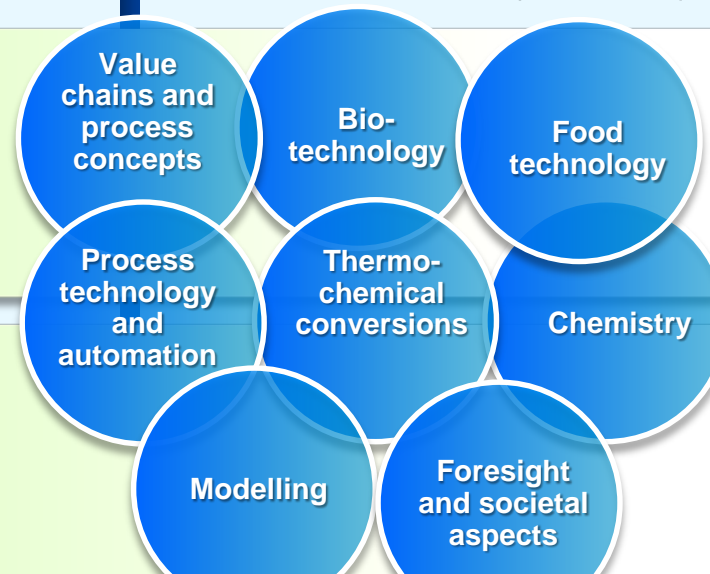 Value
chains and
process
concepts
Bio-
technology
Food
technology
Process
technology
and
automation
Thermo-
chemical
conversions
Chemistry
Modelling
Foresight
and societal
aspects